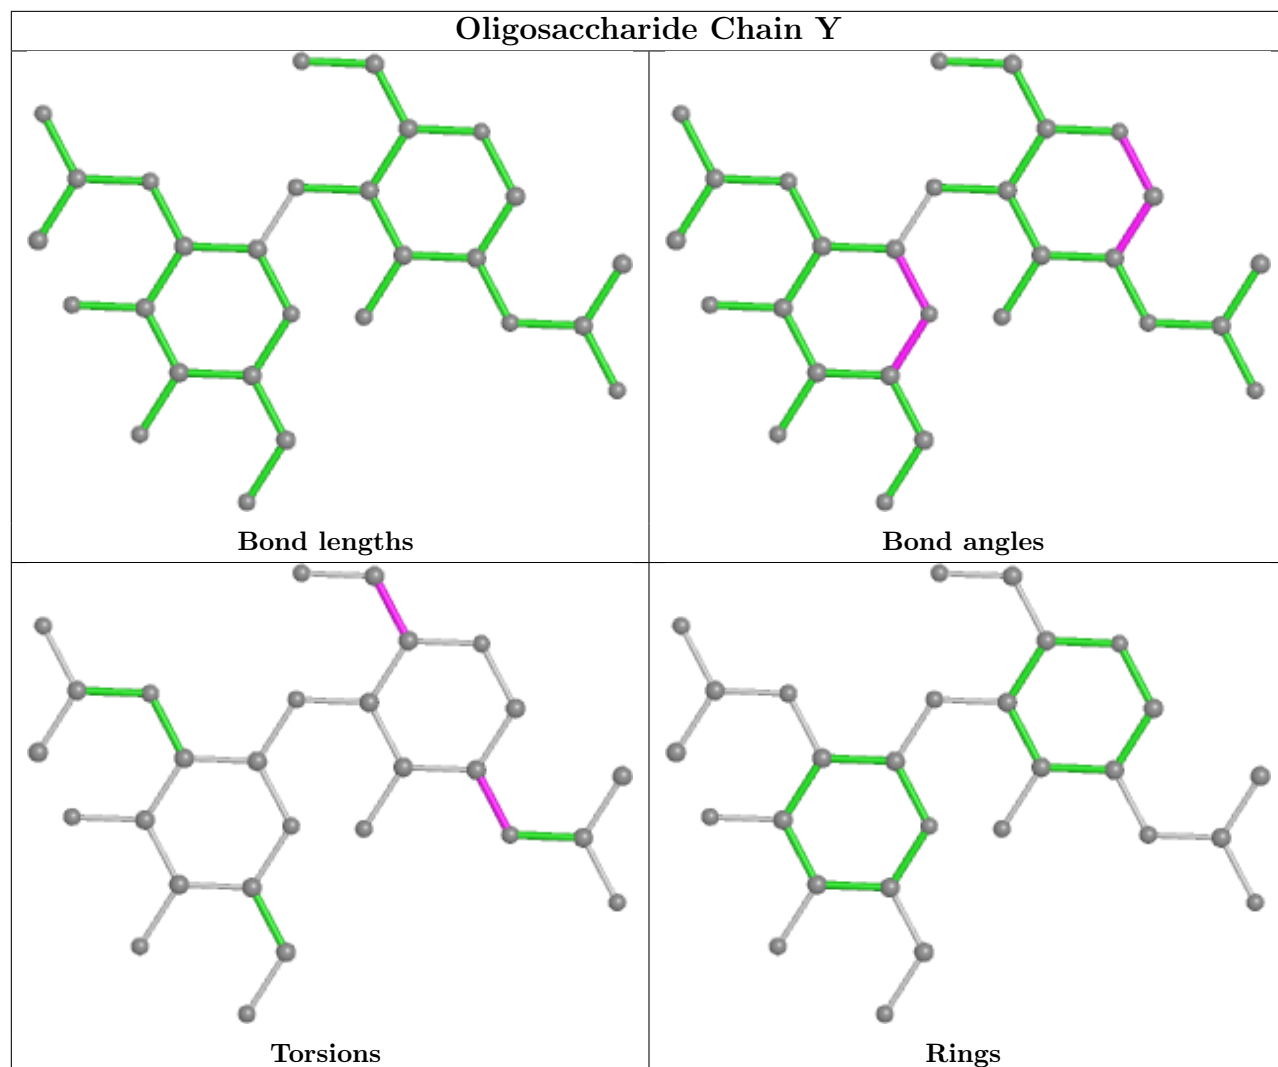 Oligosaccharide Chain Y
Bond lengths
Bond angles
Torsions
Rings